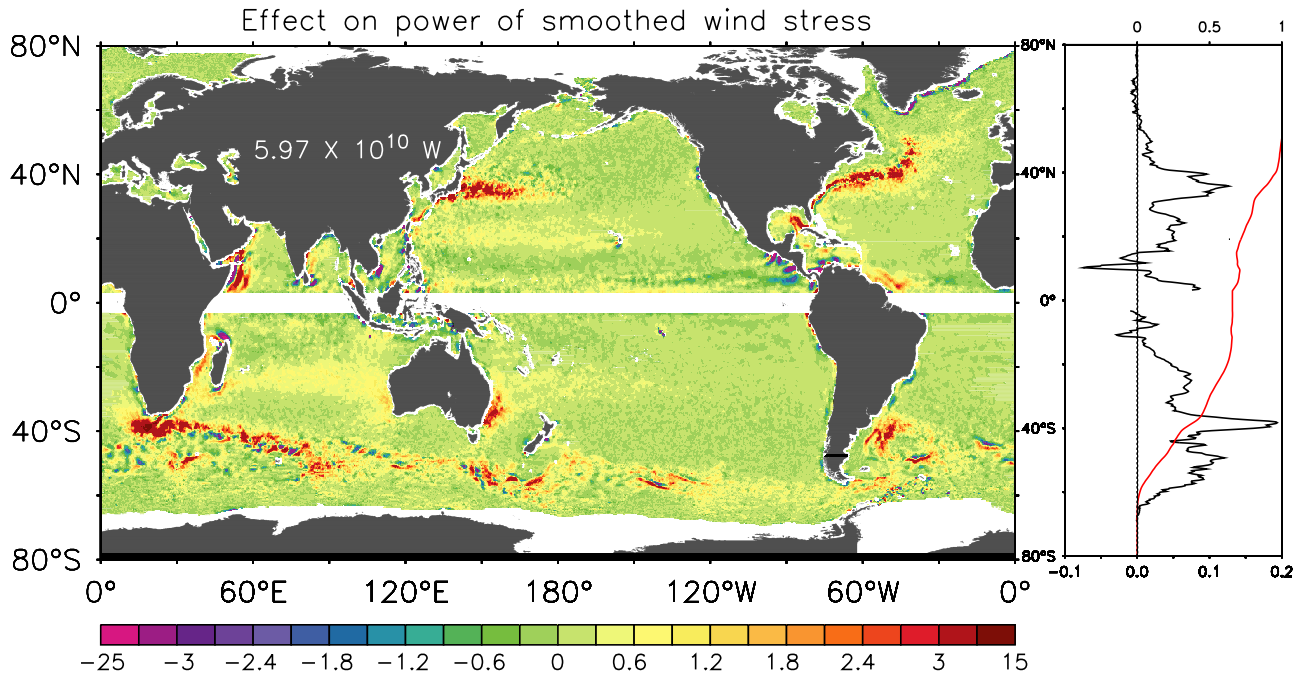 Effect on power of smoothed wind stress
80°N
40°N
0°
40°S
80°S
5.97 X 10¹⁰ W
0° 60°E 120°E 180° 120°W 60°W 0°
-25 -3 -2.4 -1.8 -1.2 -0.6 0 0.6 1.2 1.8 2.4 3 15
0 0.5 1
80°N
40°N
0°
40°S
80°S
-0.1 0.0 0.1 0.2